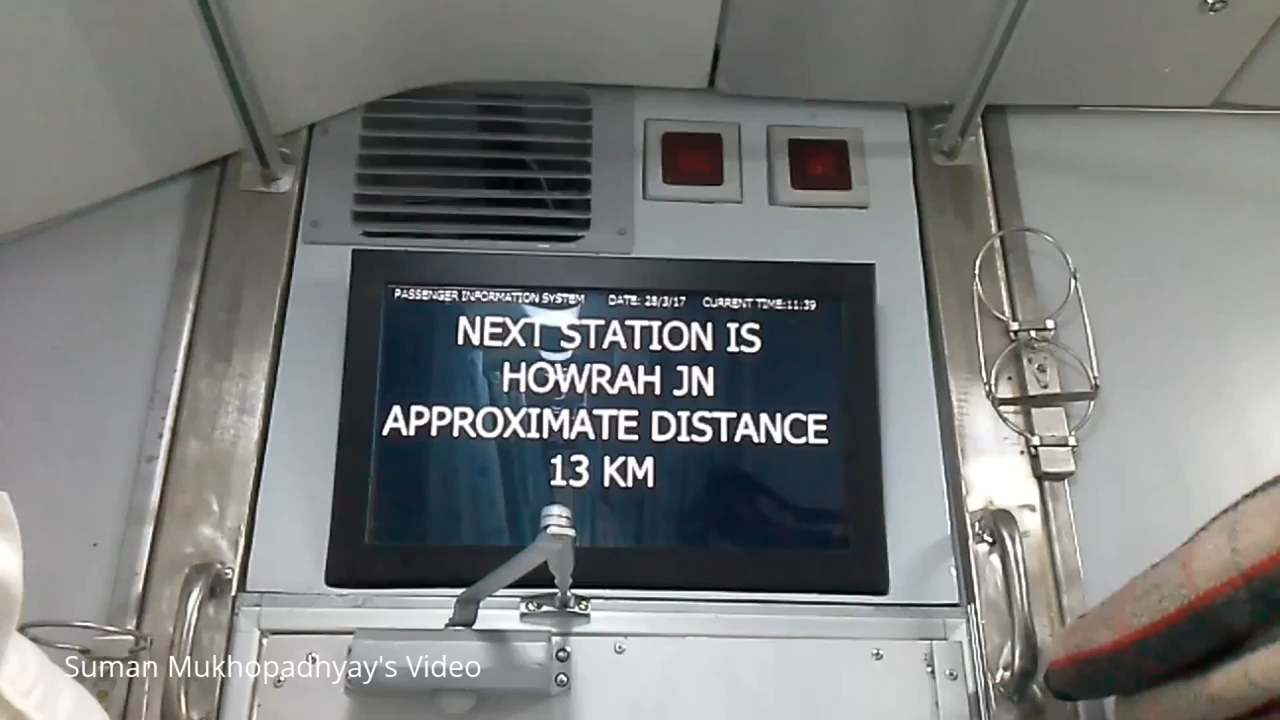 PASSENGER INFORMATION SYSTEM DATE: 28/3/17 CURRENT TIME:11:39
NEXT STATION IS
HOWRAH JN
APPROXIMATE DISTANCE
13 KM
Suman Mukhopadhyay's Video